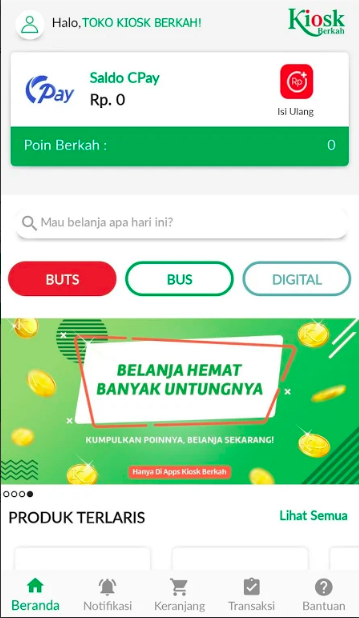 Halo, TOKO KIOSK BERKAH!
Kiosk
Berkah
CPay
Saldo CPay
Rp. 0
Rp
Isi Ulang
Poin Berkah :
0
Mau belanja apa hari ini?
BUTS
BUS
DIGITAL
BELANJA HEMAT
BANYAK UNTUNGNYA
KUMPULKAN POINNYA, BElANJA SEKARANG!
Hanya Di Apps Kiosk Berkah
PRODUK TERLARIS
Lihat Semua
Beranda
Notifikasi
Keranjang
Transaksi
Bantuan